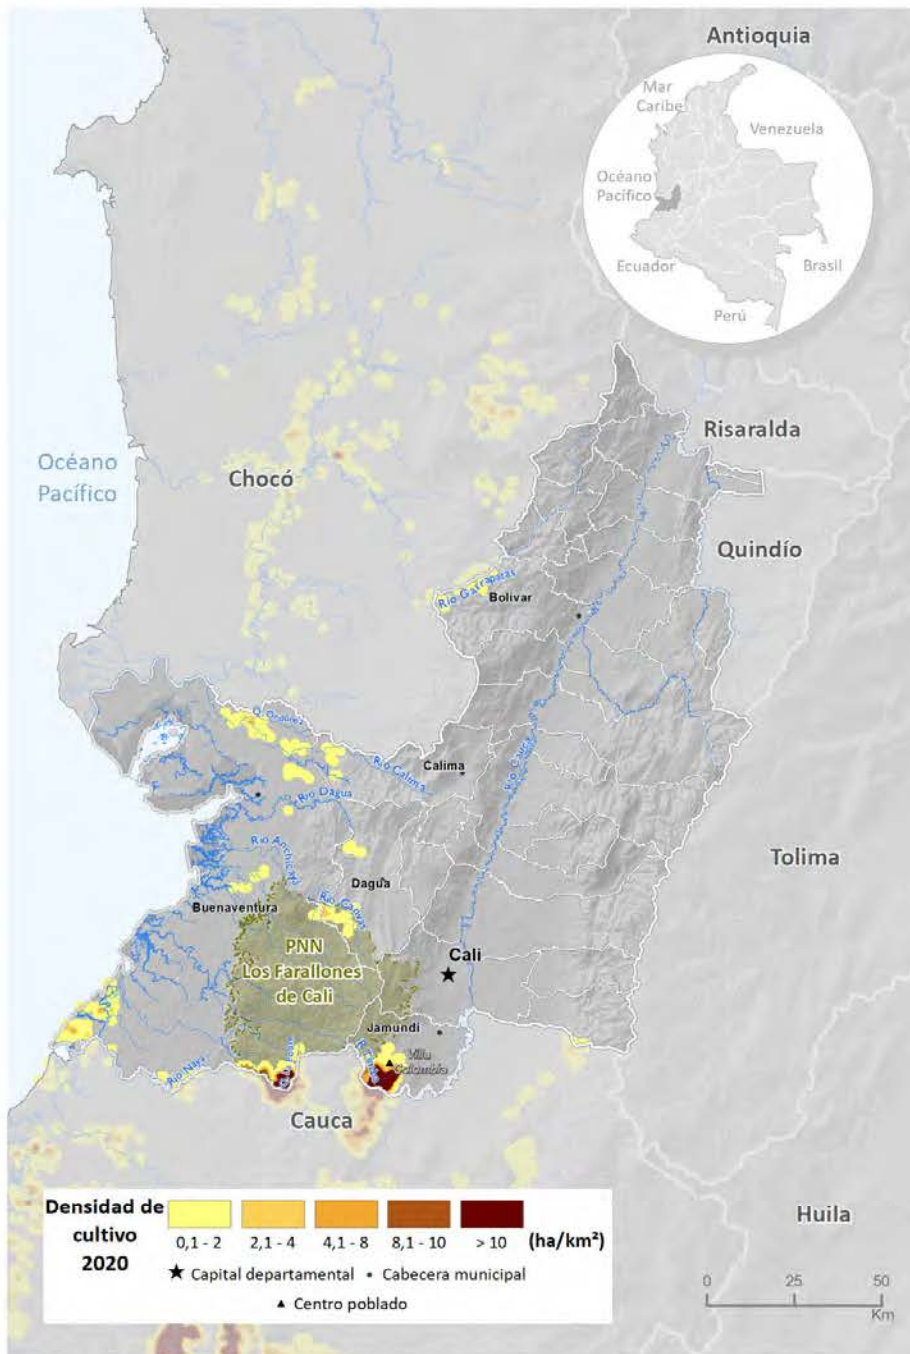 Antioquia
Mar
Caribe
Venezuela
Océano
Pacífico
Ecuador
Brasil
Perú
Océano
Pacífico
Chocó
Risaralda
Quindío
Río Garrapatas
Bolívar
Río Calima
Calima
Río Cauca
Río Dagua
Río Anchicayá
Dagua
Tolima
Buenaventura
PNN
Los Farallones
de Cali
Cali
Jamundí
Villa
Colombia
Río Naya
Cauca
Huila
Densidad de
cultivo
2020
0,1 - 2
2,1 - 4
4,1 - 8
8,1 - 10
> 10
(ha/km²)
Capital departamental
Cabecera municipal
Centro poblado
0
25
50
Km